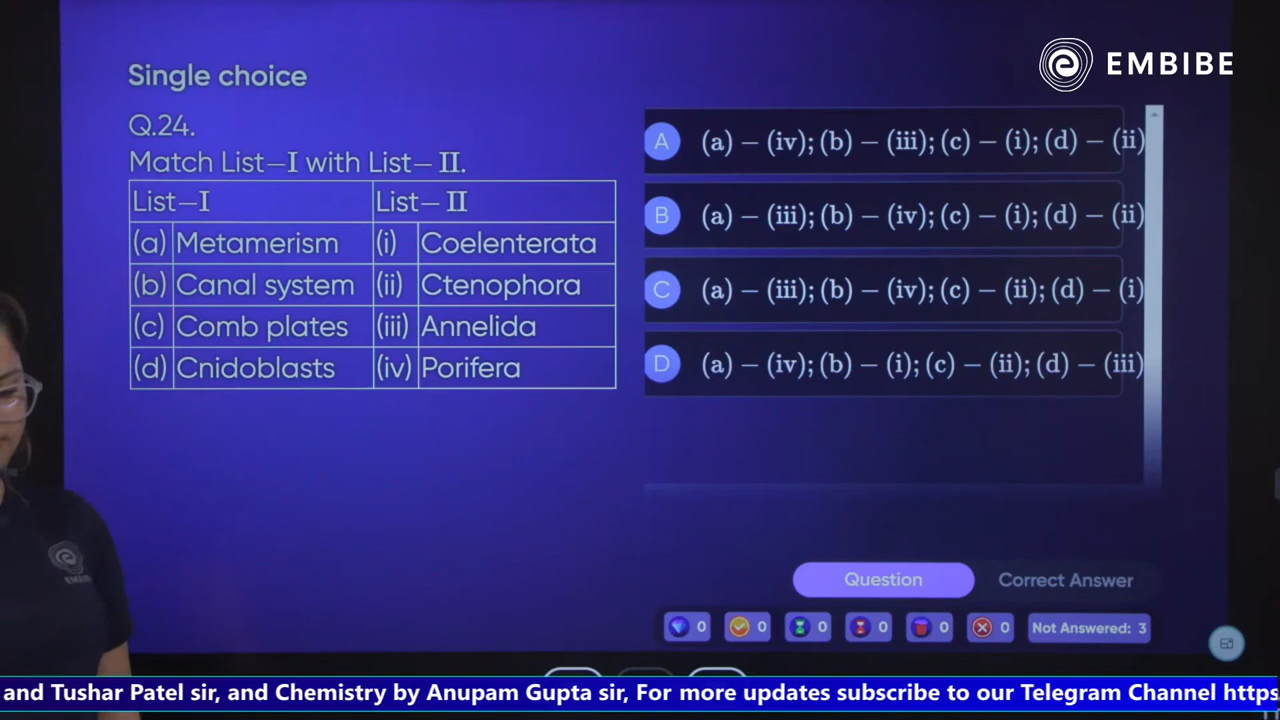 EMBIBE
Single choice
Q.24.
Match List–I with List– II.
List–I List– II
(a) Metamerism (i) Coelenterata
(b) Canal system (ii) Ctenophora
(c) Comb plates (iii) Annelida
(d) Cnidoblasts (iv) Porifera
A (a) − (iv); (b) − (iii); (c) − (i); (d) − (ii)
B (a) − (iii); (b) − (iv); (c) − (i); (d) − (ii)
C (a) − (iii); (b) − (iv); (c) − (ii); (d) − (i)
D (a) − (iv); (b) − (i); (c) − (ii); (d) − (iii)
EMBIBE
Question Correct Answer
0 0 0 0 0 0 Not Answered: 3
and Tushar Patel sir, and Chemistry by Anupam Gupta sir, For more updates subscribe to our Telegram Channel https